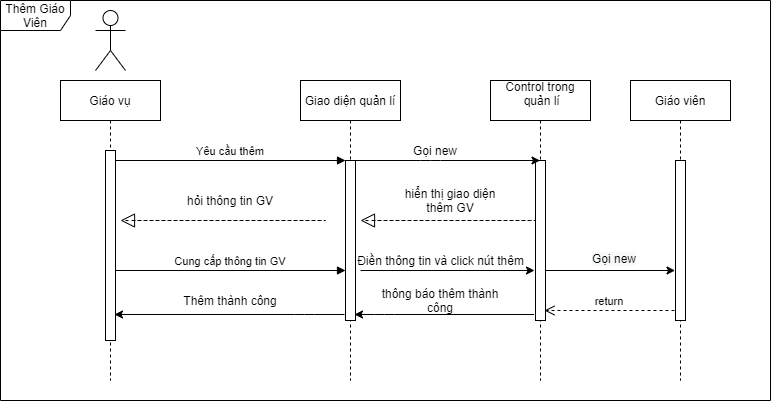 Thêm Giáo
Viên
Giáo vụ
Giao diện quản lí
Control trong
quản lí
Giáo viên
Yêu cầu thêm
Gọi new
hỏi thông tin GV
hiển thị giao diện
thêm GV
Cung cấp thông tin GV
Điền thông tin và click nút thêm
Gọi new
Thêm thành công
thông báo thêm thành
công
return